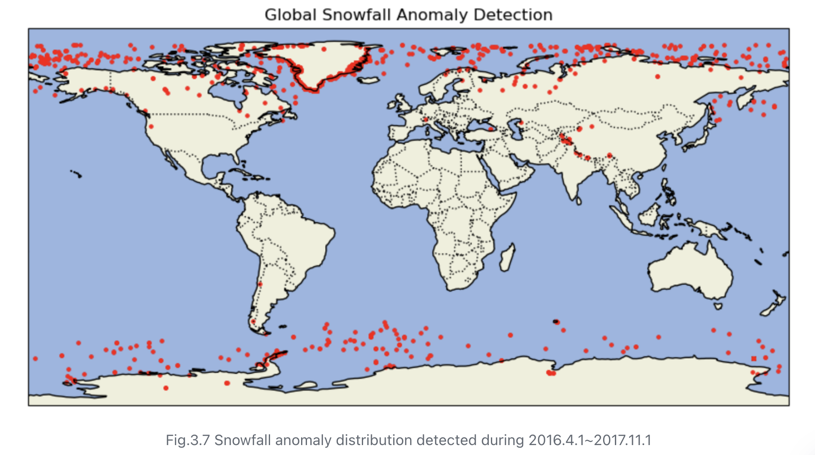 Global Snowfall Anomaly Detection
Fig.3.7 Snowfall anomaly distribution detected during 2016.4.1~2017.11.1